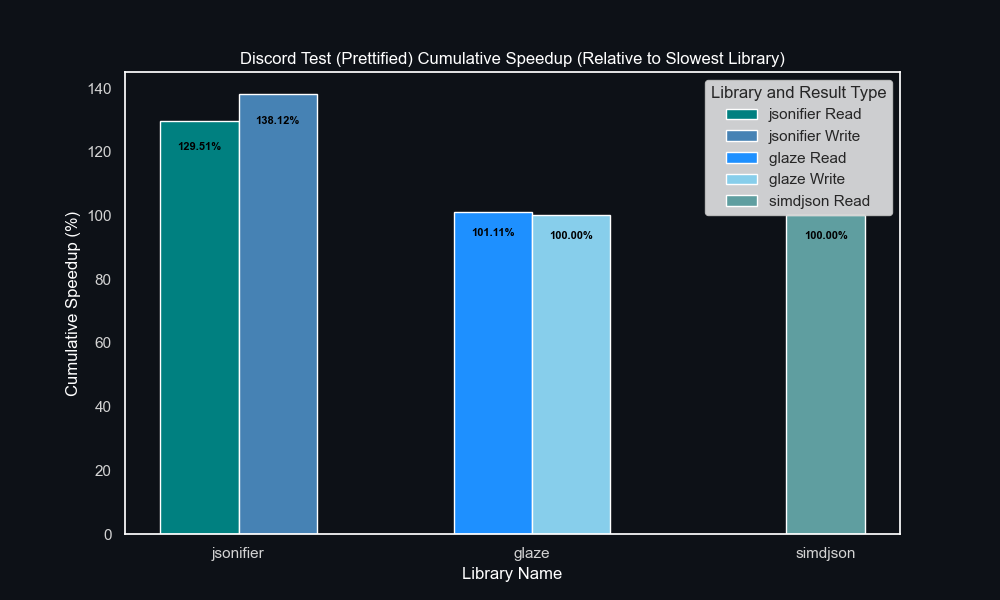 Discord Test (Prettified) Cumulative Speedup (Relative to Slowest Library)
Cumulative Speedup (%)
140
120
100
80
60
40
20
0
129.51%
138.12%
101.11%
100.00%
100.00%
Library and Result Type
jsonifier Read
jsonifier Write
glaze Read
glaze Write
simdjson Read
jsonifier
glaze
simdjson
Library Name